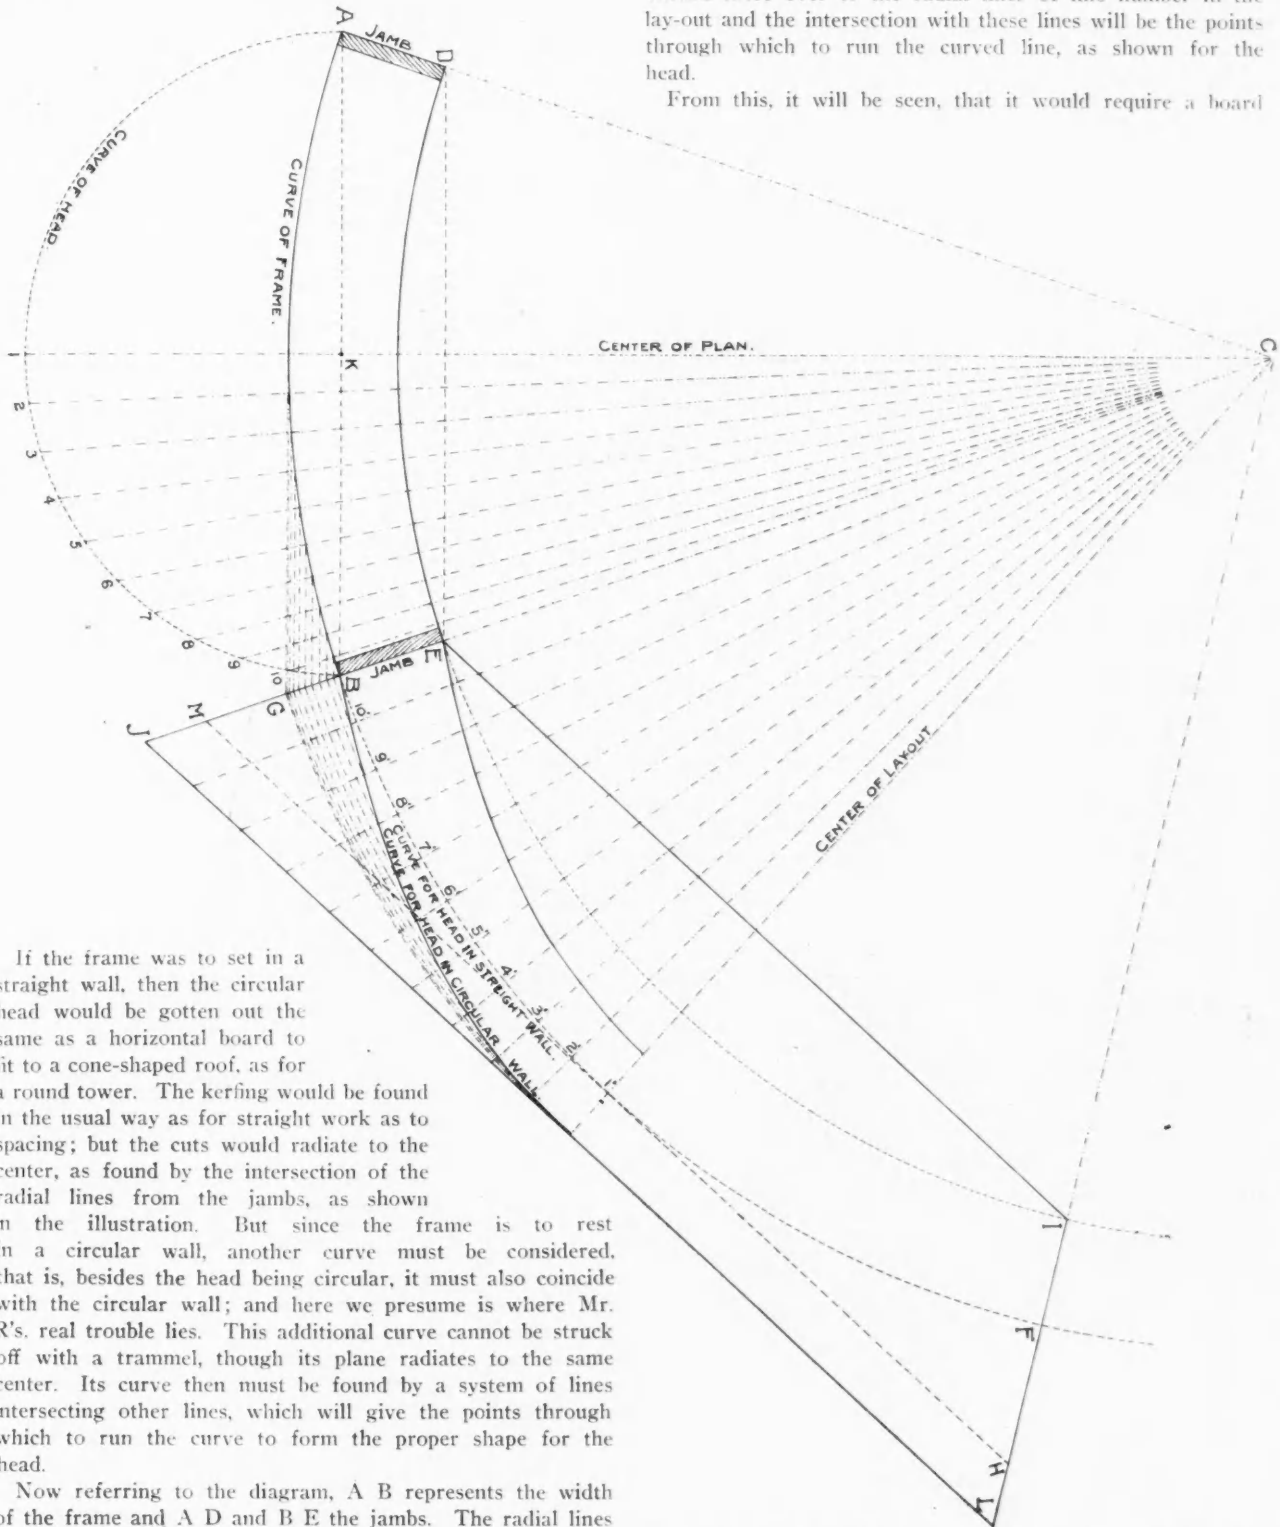 lay-out and the intersection with these lines will be the points
through which to run the curved line, as shown for the
head.
From this, it will be seen, that it would require a board
A
JAMB
D
CURVE OF HEAD.
CURVE OF FRAME.
C
CENTER OF PLAN.
K
1
2
3
4
5
6
7
8
9
10
E
JAMB
B
G
M
J
10'
9'
8'
7'
6'
5'
4'
3'
2'
1'
CURVE FOR HEAD IN STREIGHT WALL.
CURVE FOR HEAD IN CIRCULAR WALL.
CENTER OF LAYOUT
I
F
H
L
If the frame was to set in a
straight wall, then the circular
head would be gotten out the
same as a horizontal board to
fit to a cone-shaped roof, as for
a round tower. The kerfing would be found
in the usual way as for straight work as to
spacing; but the cuts would radiate to the
center, as found by the intersection of the
radial lines from the jambs, as shown
in the illustration. But since the frame is to rest
in a circular wall, another curve must be considered,
that is, besides the head being circular, it must also coincide
with the circular wall; and here we presume is where Mr.
R's. real trouble lies. This additional curve cannot be struck
off with a trammel, though its plane radiates to the same
center. Its curve then must be found by a system of lines
intersecting other lines, which will give the points through
which to run the curve to form the proper shape for the
head.
Now referring to the diagram, A B represents the width
of the frame and A D and B E the jambs. The radial lines